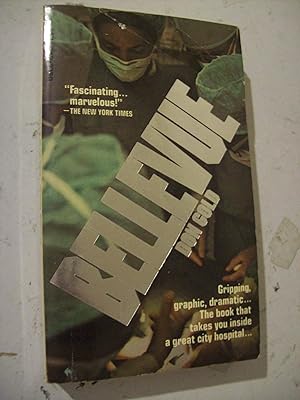 "Fascinating...
marvelous!"
—THE NEW YORK TIMES
BELLEVUE
DON GOLD
Gripping,
graphic, dramatic...
The book that
takes you inside
a great city hospital...